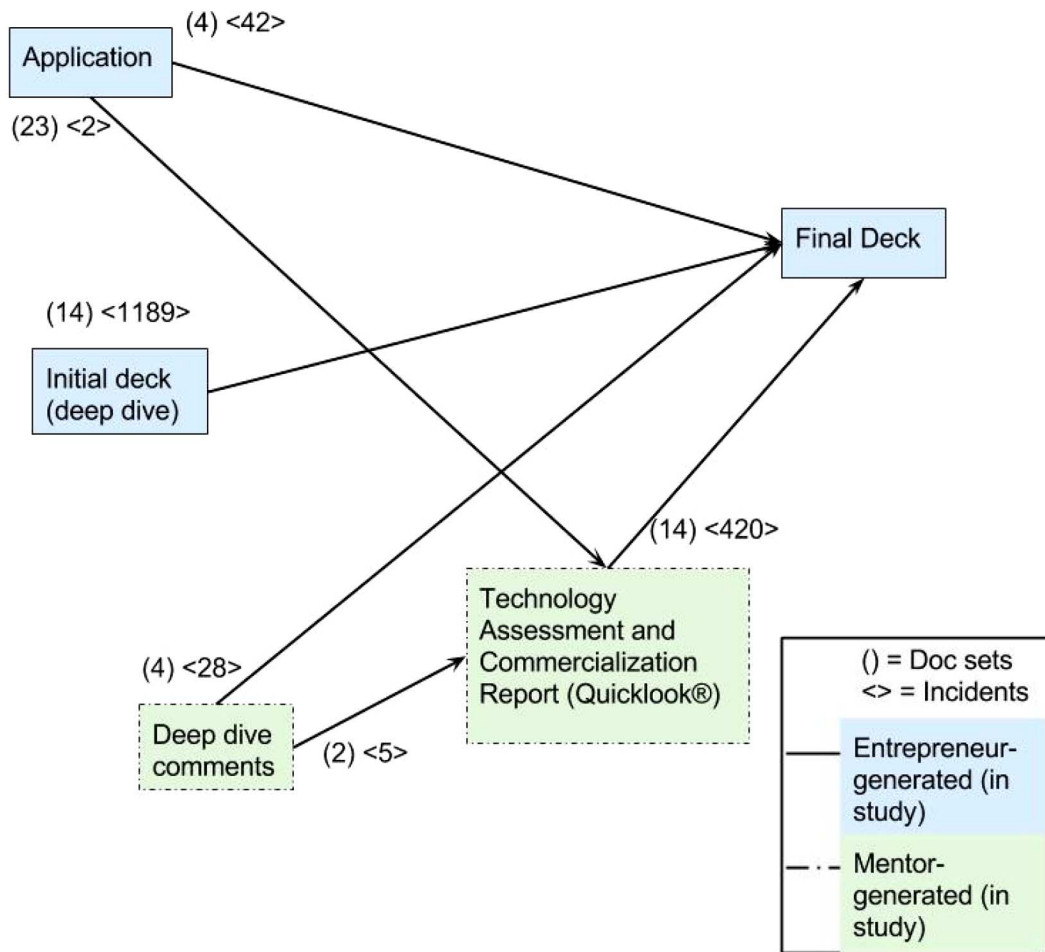 (4) <42>
Application
(23) <2>
Final Deck
(14) <1189>
Initial deck
(deep dive)
(14) <420>
Technology
Assessment and
Commercialization
Report (Quicklook®)
(4) <28>
Deep dive
comments
(2) <5>
() = Doc sets
<> = Incidents
Entrepreneur-
generated (in
study)
Mentor-
generated (in
study)